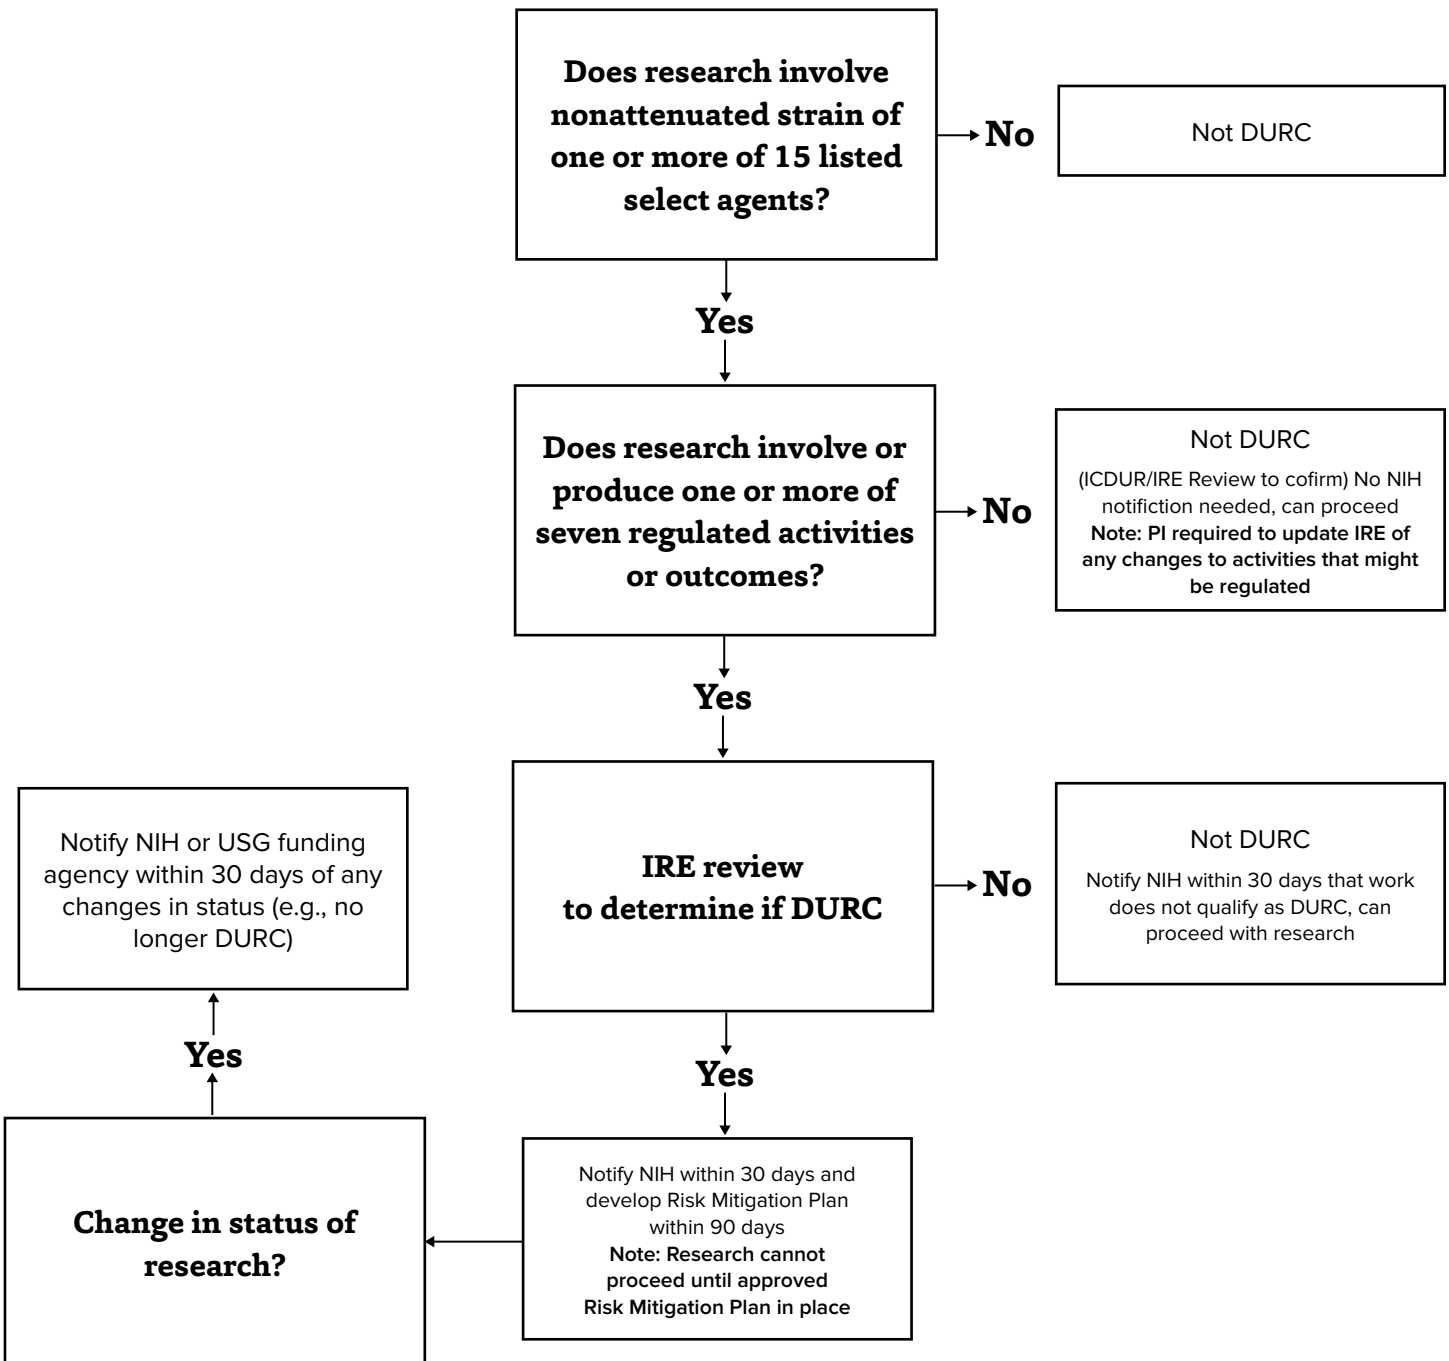 Does research involve
nonattenuated strain of
one or more of 15 listed
select agents?
No
Not DURC
Yes
Does research involve or
produce one or more of
seven regulated activities
or outcomes?
No
Not DURC
(ICDUR/IRE Review to cofirm) No NIH
notifiction needed, can proceed
Note: PI required to update IRE of
any changes to activities that might
be regulated
Yes
IRE review
to determine if DURC
No
Not DURC
Notify NIH within 30 days that work
does not qualify as DURC, can
proceed with research
Yes
Notify NIH within 30 days and
develop Risk Mitigation Plan
within 90 days
Note: Research cannot
proceed until approved
Risk Mitigation Plan in place
Change in status of
research?
Yes
Notify NIH or USG funding
agency within 30 days of any
changes in status (e.g., no
longer DURC)